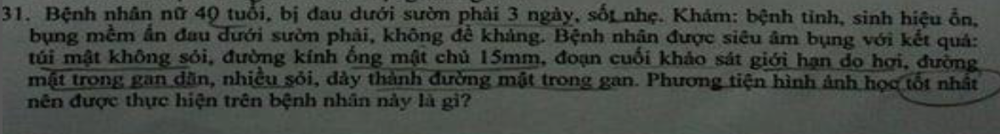 31. Bệnh nhân nữ 40 tuổi, bị đau dưới sườn phải 3 ngày, sốt nhẹ. Khám: bệnh tỉnh, sinh hiệu ổn,
bụng mềm ấn đau dưới sườn phải, không đề kháng. Bệnh nhân được siêu âm bụng với kết quả:
túi mật không sỏi, đường kính ống mật chủ 15mm, đoạn cuối khảo sát giới hạn do hơi, đường
mật trong gan dãn, nhiều sỏi, dày thành đường mật trong gan. Phương tiện hình ảnh học tốt nhất
nên được thực hiện trên bệnh nhân này là gì?